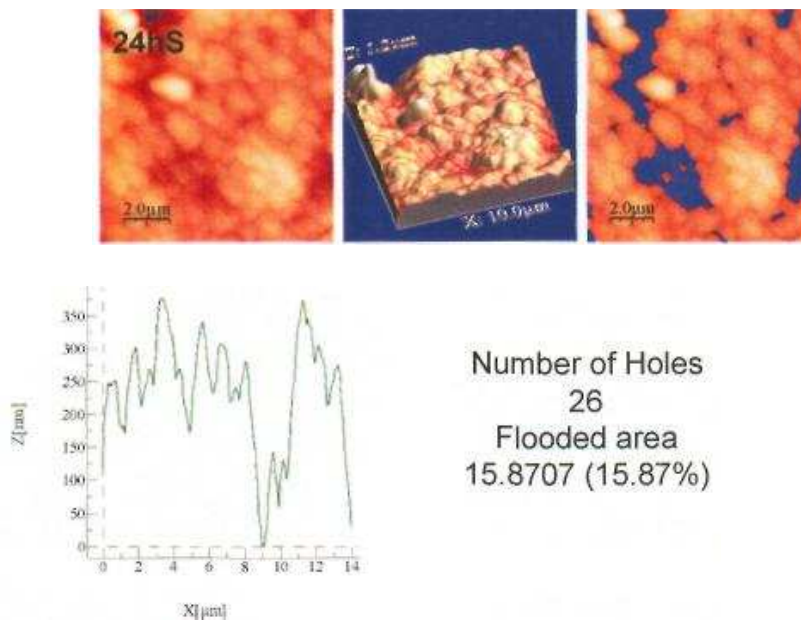 24hS
X: 10.0µm
2.0µm
2.0µm
Z[nm]
350
300
250
200
150
100
50
0
0 2 4 6 8 10 12 14
X[µm]
Number of Holes
26
Flooded area
15.8707 (15.87%)